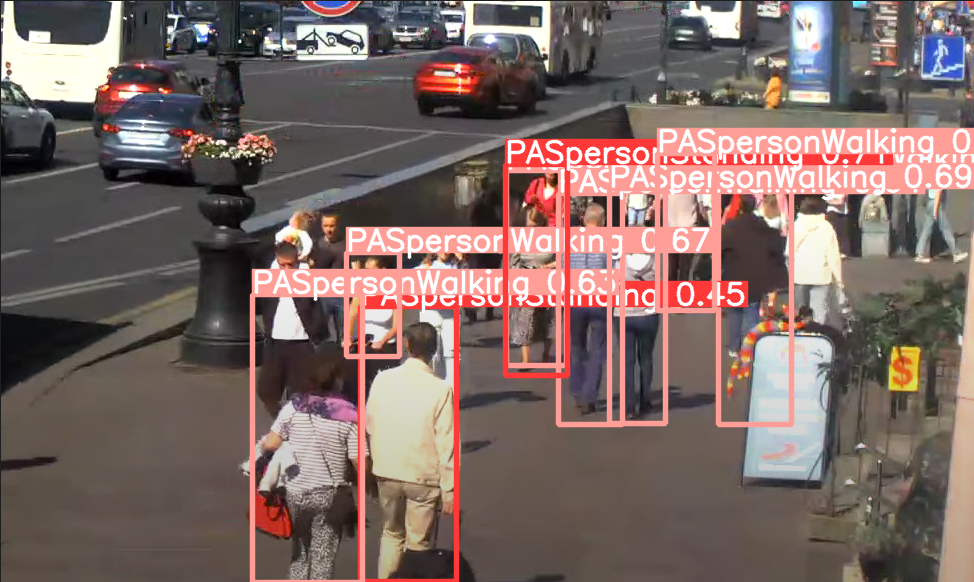 PASpersonWalking 0
PASpersonStanding 0.7
PASpersonWalking 0.69
PASpersonWalking 0.67
PASpersonWalking 0.63
PASpersonStanding 0.45
$